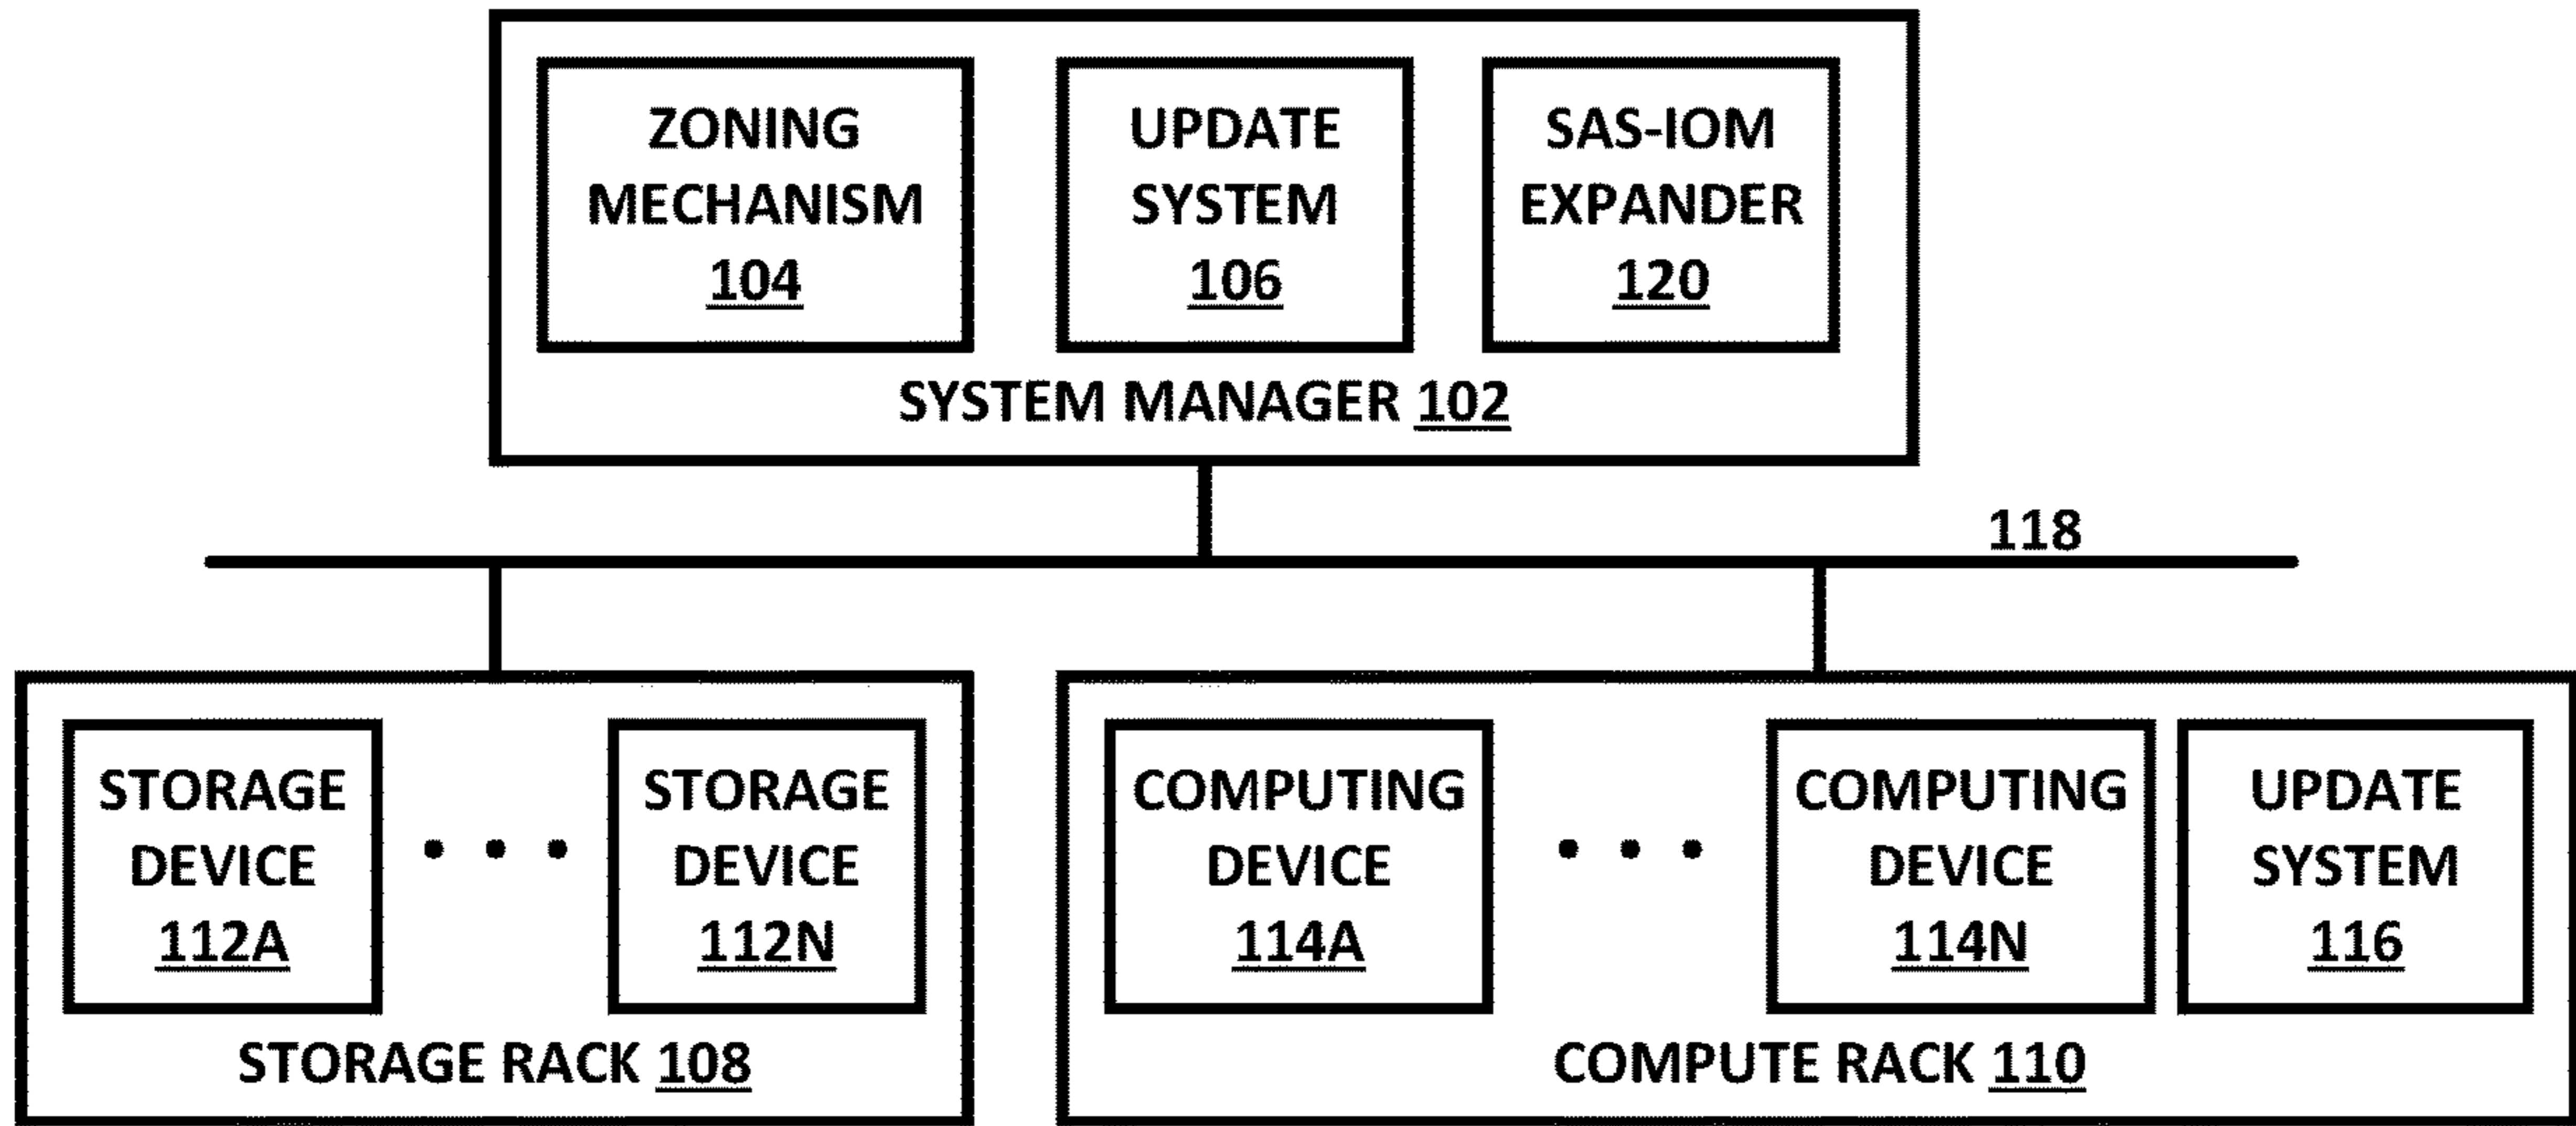 ZONING
MECHANISM
104
UPDATE
SYSTEM
106
SAS-IOM
EXPANDER
120
SYSTEM MANAGER 102
118
STORAGE
DEVICE
112A
STORAGE
DEVICE
112N
STORAGE RACK 108
COMPUTING
DEVICE
114A
COMPUTING
DEVICE
114N
UPDATE
SYSTEM
116
COMPUTE RACK 110